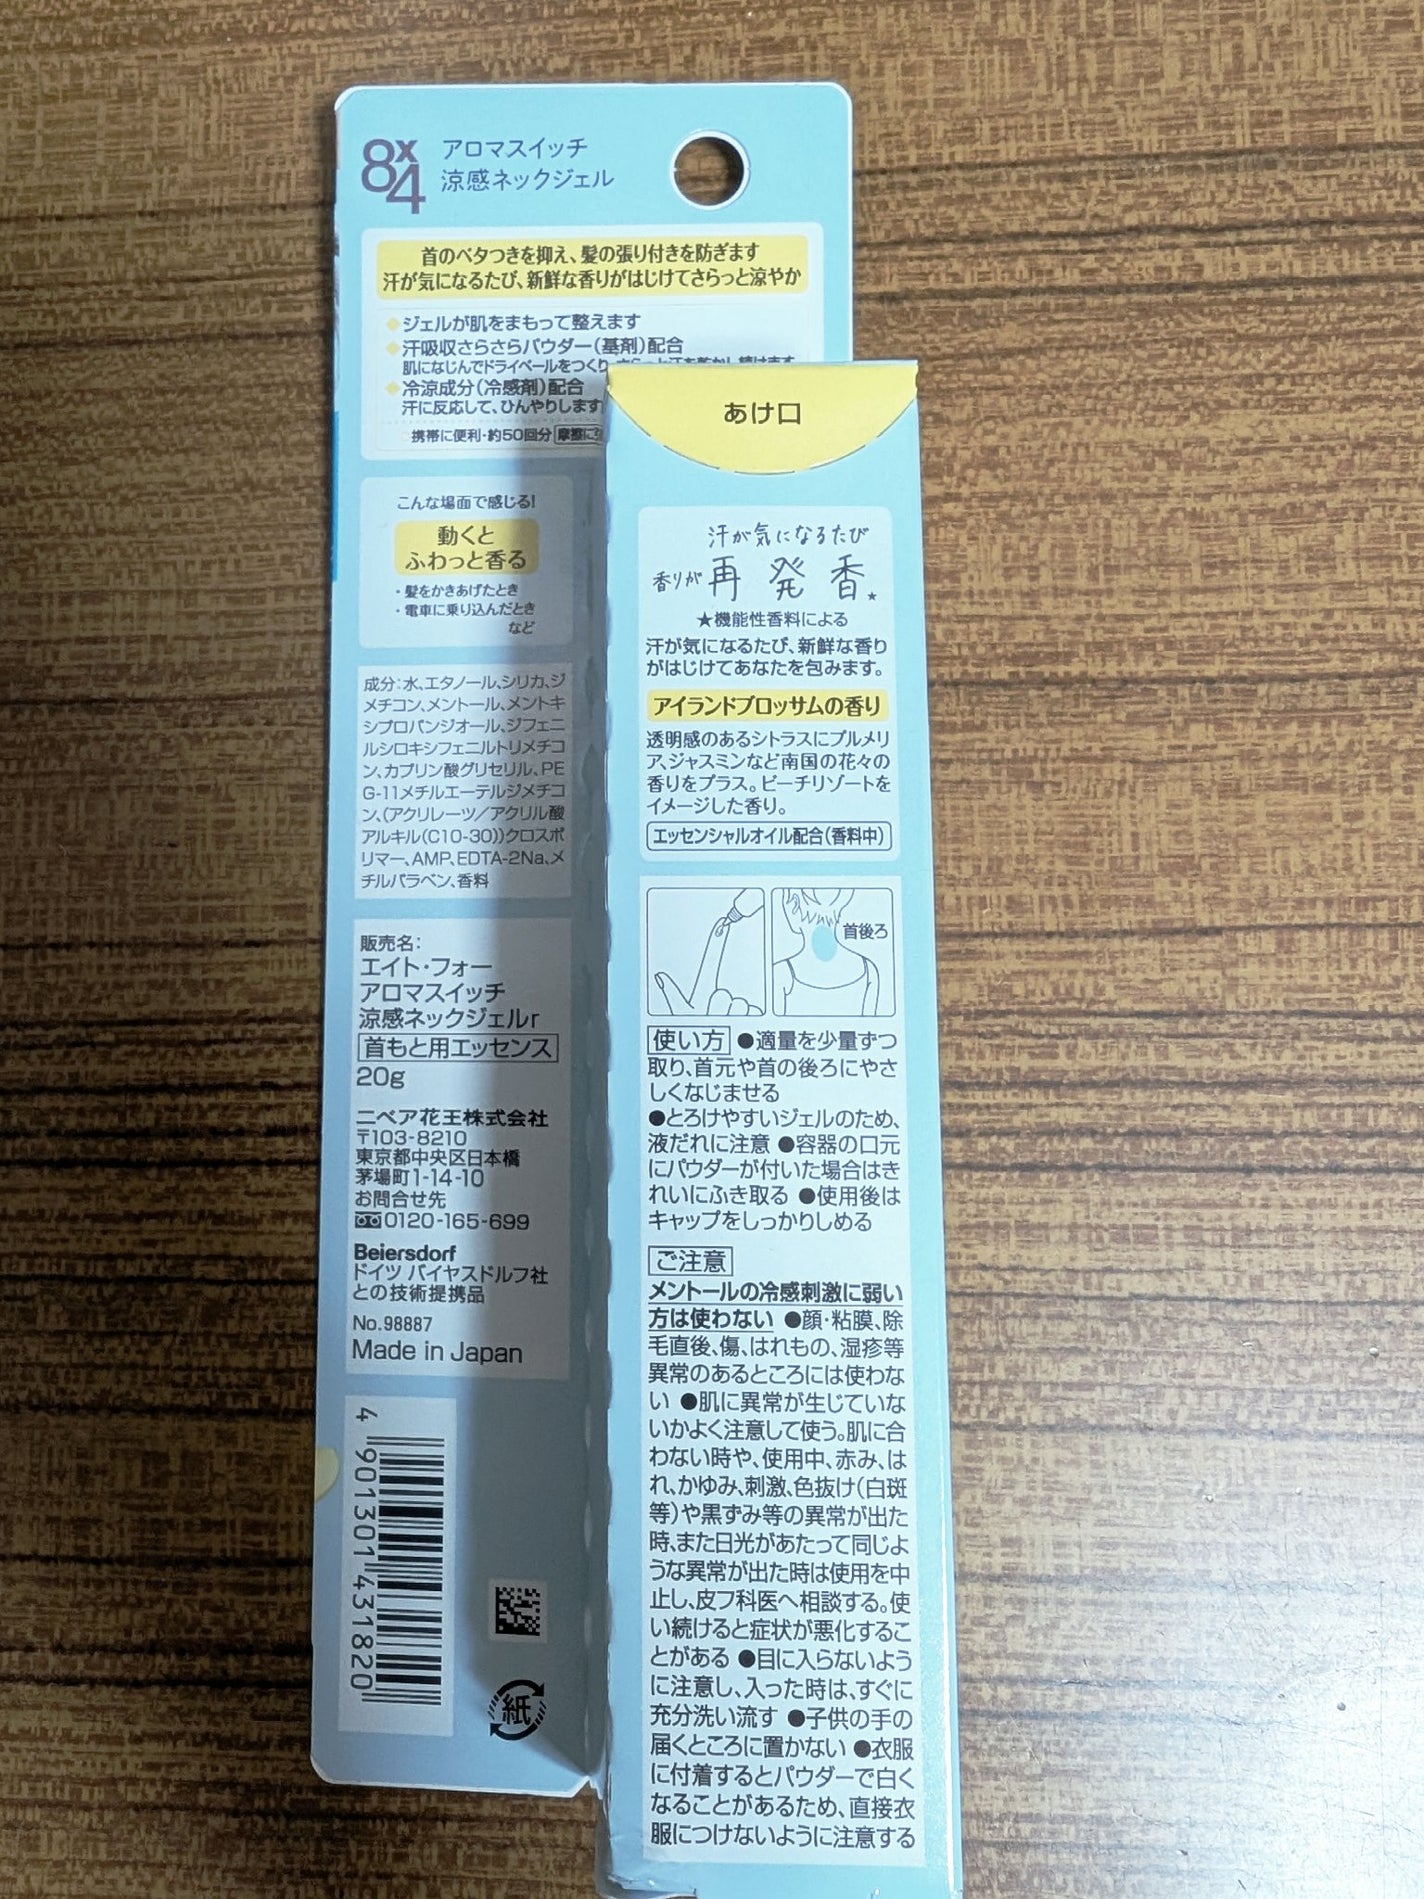 8x4
アロマスイッチ
涼感ネックジェル
首のベタつきを抑え、髪の張り付きを防ぎます
汗が気になるたび、新鮮な香りがはじけてさらっと涼やか
ジェルが肌をまもって整えます
汗吸収さらさらパウダー(基剤)配合
肌になじんでドライベールをつくり、さらっと汗を乾かし続けます
冷涼成分(冷感剤)配合
汗に反応して、ひんやりします
携帯に便利・約50回分 摩擦に
こんな場面で感じる!
動くと
ふわっと香る
・髪をかきあげたとき
・電車に乗り込んだとき
など
成分:水、エタノール、シリカ、ジ
メチコン、メントール、メントキ
シプロパンジオール、ジフェニ
ルシロキシフェニルトリメチコ
ン、カプリン酸グリセリル、PE
G-11メチルエーテルジメチコ
ン、(アクリレーツ/アクリル酸
アルキル(C10-30))クロスポ
リマー、AMP、EDTA-2Na、メ
チルパラベン、香料
販売名:
エイト・フォー
アロマスイッチ
涼感ネックジェルr
首もと用エッセンス
20g
ニベア花王株式会社
〒103-8210
東京都中央区日本橋
茅場町1-14-10
お問合せ先
0120-165-699
Beiersdorf
ドイツ バイヤスドルフ社
との技術提携品
No.98887
Made in Japan
4 901301 431820
紙
あけ口
汗が気になるたび
香りが再発香★
★機能性香料による
汗が気になるたび、新鮮な香り
がはじけてあなたを包みます。
アイランドブロッサムの香り
透明感のあるシトラスにプルメリ
ア、ジャスミンなど南国の花々の
香りをプラス。ビーチリゾートを
イメージした香り。
エッセンシャルオイル配合(香料中)
首後ろ
使い方 ●適量を少量ずつ
取り、首元や首の後ろにやさ
しくなじませる
●とろけやすいジェルのため、
液だれに注意 ●容器の口元
にパウダーが付いた場合はき
れいにふき取る ●使用後は
キャップをしっかりしめる
ご注意
メントールの冷感刺激に弱い
方は使わない ●顔・粘膜、除
毛直後、傷、はれもの、湿疹等
異常のあるところには使わな
い ●肌に異常が生じていな
いかよく注意して使う。肌に合
わない時や、使用中、赤み、は
れ、かゆみ、刺激、色抜け(白斑
等)や黒ずみ等の異常が出た
時、また日光があたって同じよ
うな異常が出た時は使用を中
止し、皮フ科医へ相談する。使
い続けると症状が悪化するこ
とがある ●目に入らないよう
に注意し、入った時は、すぐに
充分洗い流す ●子供の手の
届くところに置かない ●衣服
に付着するとパウダーで白く
なることがあるため、直接衣
服につけないように注意する